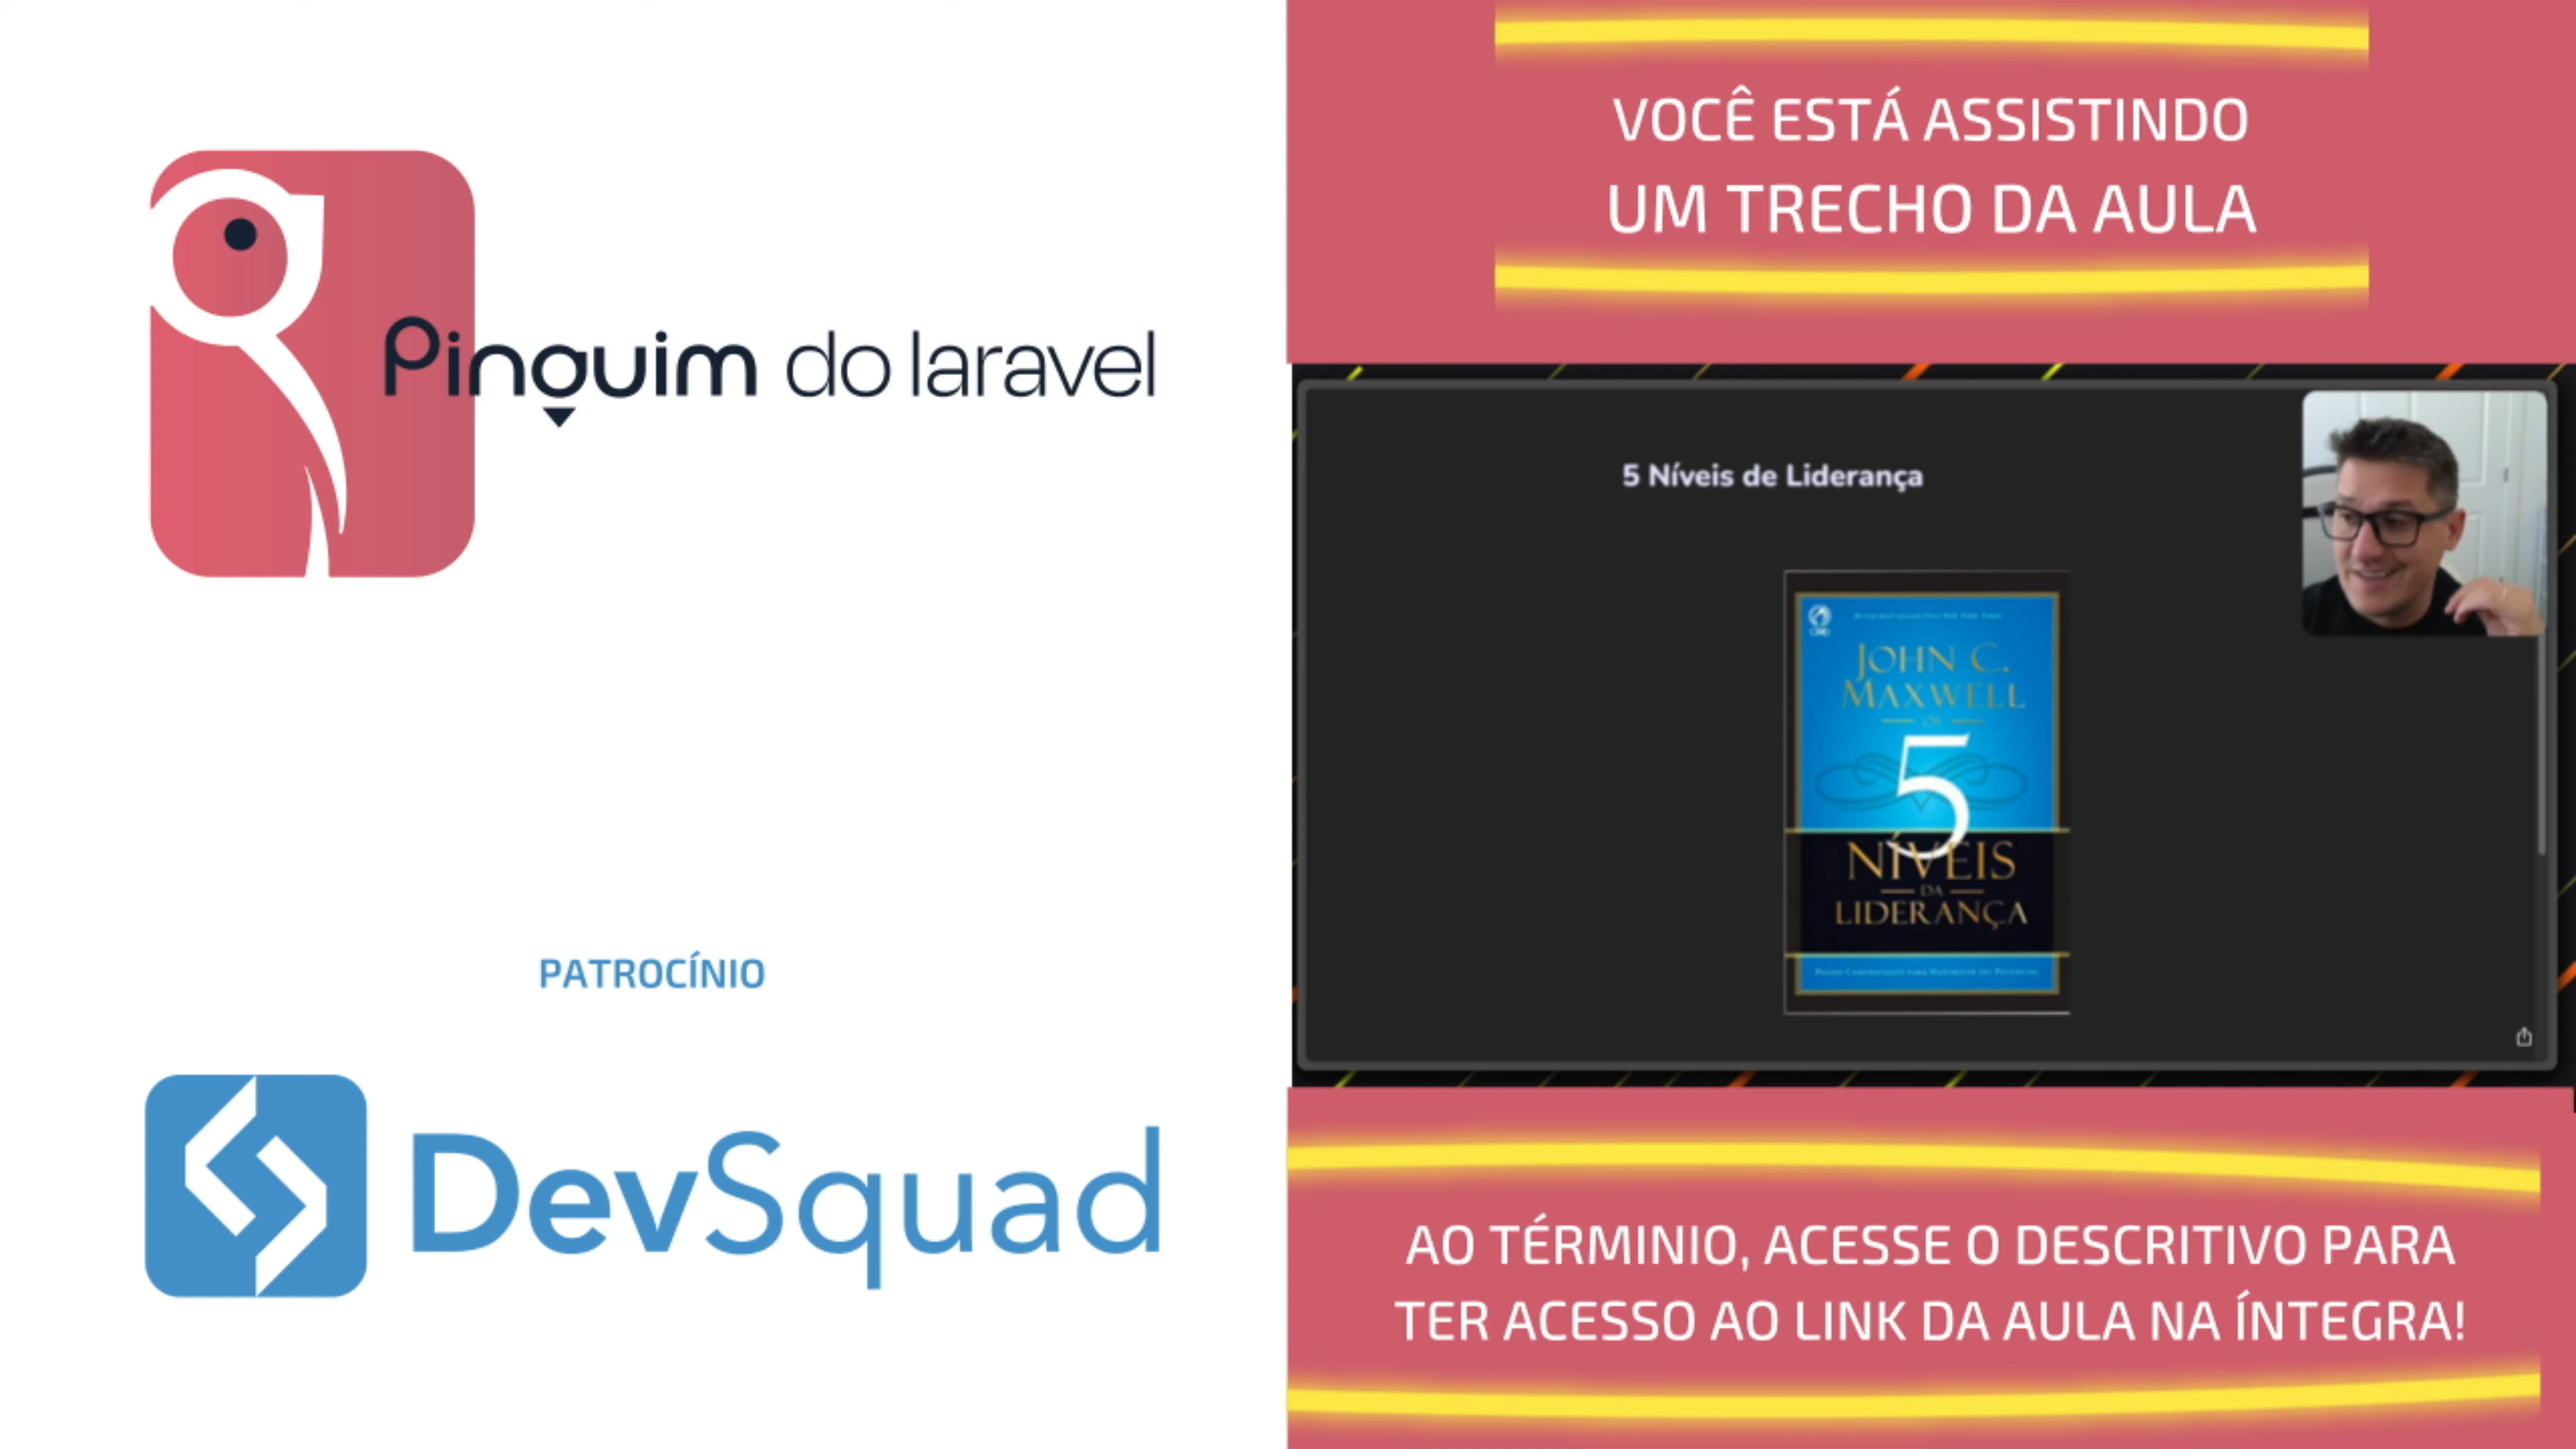 Pinguim do laravel
PATROCÍNIO
DevSquad
VOCÊ ESTÁ ASSISTINDO
UM TRECHO DA AULA
5 Níveis de Liderança
JOHN C.
MAXWELL
OS
5
NÍVEIS
DA
LIDERANÇA
AO TÉRMINIO, ACESSE O DESCRITIVO PARA
TER ACESSO AO LINK DA AULA NA ÍNTEGRA!